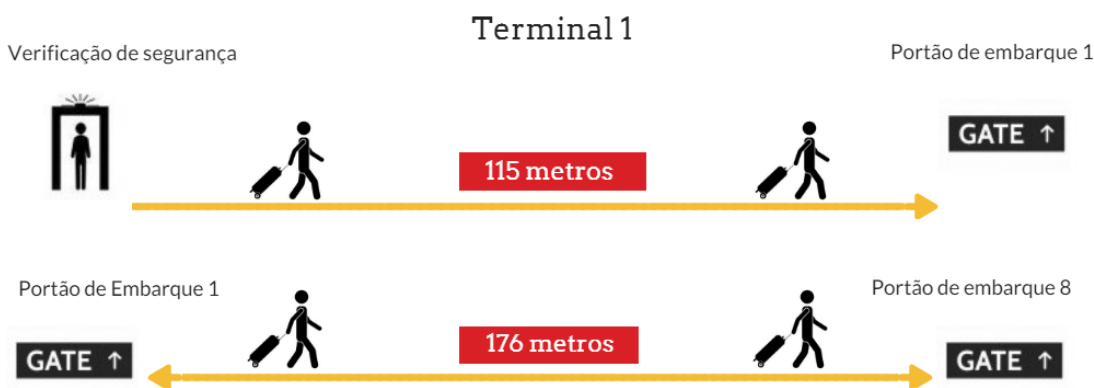 Terminal 1
Verificação de segurança
Portão de embarque 1
GATE ↑
115 metros
Portão de Embarque 1
Portão de embarque 8
176 metros
GATE ↑
GATE ↑